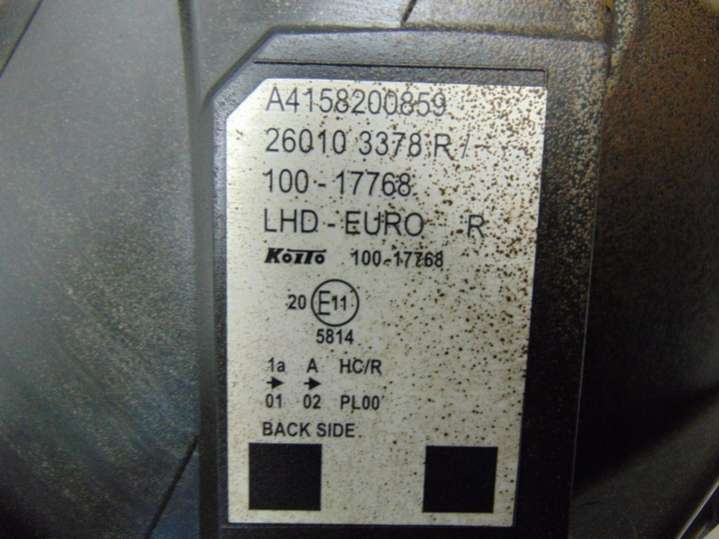 A4158200859
26010 3378 R /-
100-17768
LHD-EURO R
KOITO 100-17768
20 E11
5814
1a A HC/R
01 02 PL00
BACK SIDE